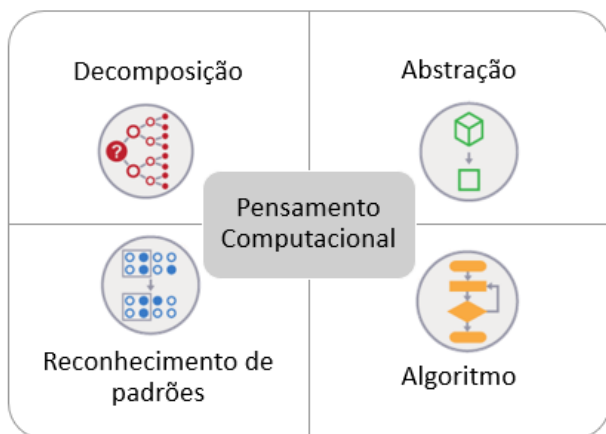 Decomposição
Abstração
?
Pensamento
Computacional
Reconhecimento de
padrões
Algoritmo